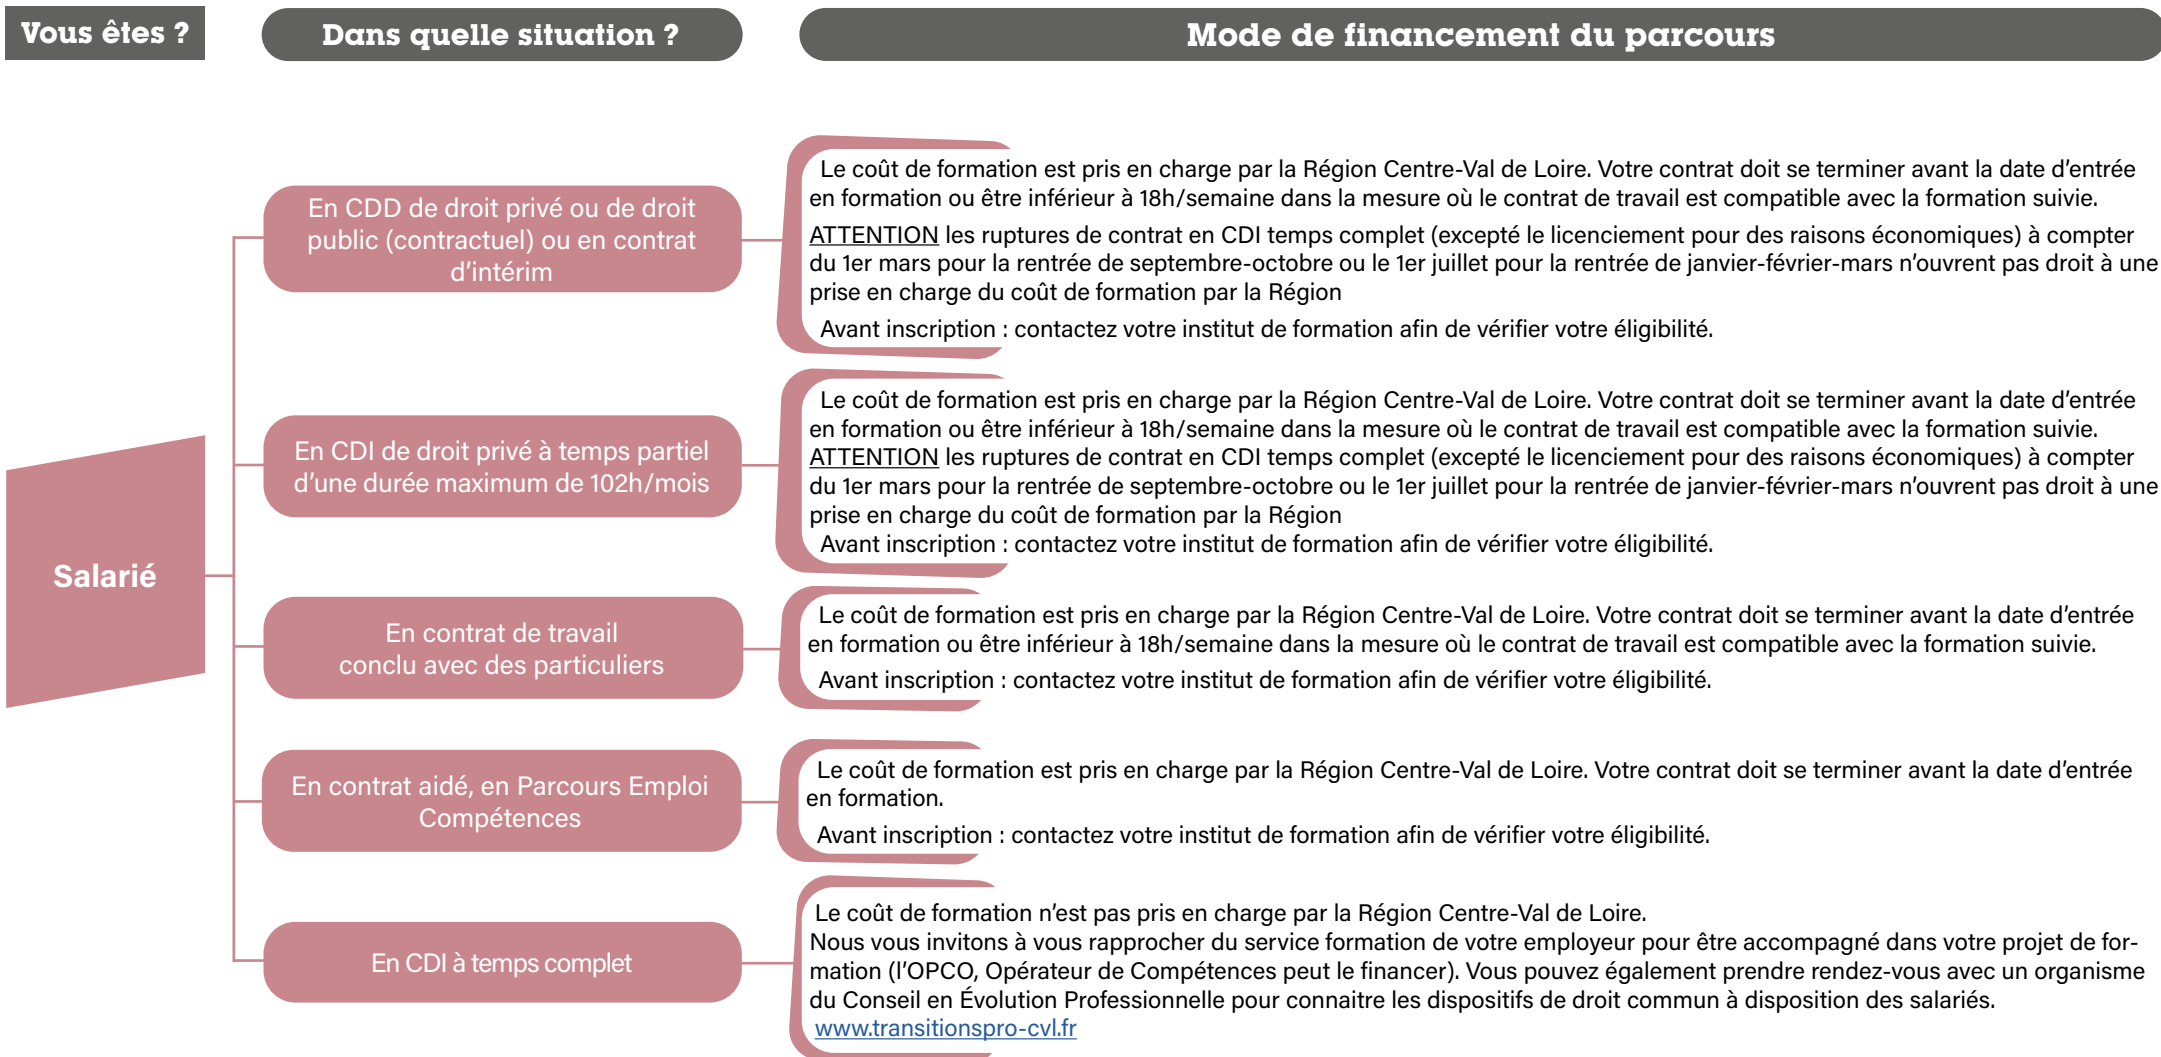 Vous êtes ?
Dans quelle situation ?
Mode de financement du parcours
Salarié
En CDD de droit privé ou de droit
public (contractuel) ou en contrat
d'intérim
Le coût de formation est pris en charge par la Région Centre-Val de Loire. Votre contrat doit se terminer avant la date d'entrée
en formation ou être inférieur à 18h/semaine dans la mesure où le contrat de travail est compatible avec la formation suivie.
ATTENTION les ruptures de contrat en CDI temps complet (excepté le licenciement pour des raisons économiques) à compter
du 1er mars pour la rentrée de septembre-octobre ou le 1er juillet pour la rentrée de janvier-février-mars n'ouvrent pas droit à une
prise en charge du coût de formation par la Région
Avant inscription : contactez votre institut de formation afin de vérifier votre éligibilité.
En CDI de droit privé à temps partiel
d'une durée maximum de 102h/mois
Le coût de formation est pris en charge par la Région Centre-Val de Loire. Votre contrat doit se terminer avant la date d'entrée
en formation ou être inférieur à 18h/semaine dans la mesure où le contrat de travail est compatible avec la formation suivie.
ATTENTION les ruptures de contrat en CDI temps complet (excepté le licenciement pour des raisons économiques) à compter
du 1er mars pour la rentrée de septembre-octobre ou le 1er juillet pour la rentrée de janvier-février-mars n'ouvrent pas droit à une
prise en charge du coût de formation par la Région
Avant inscription : contactez votre institut de formation afin de vérifier votre éligibilité.
En contrat de travail
conclu avec des particuliers
Le coût de formation est pris en charge par la Région Centre-Val de Loire. Votre contrat doit se terminer avant la date d'entrée
en formation ou être inférieur à 18h/semaine dans la mesure où le contrat de travail est compatible avec la formation suivie.
Avant inscription : contactez votre institut de formation afin de vérifier votre éligibilité.
En contrat aidé, en Parcours Emploi
Compétences
Le coût de formation est pris en charge par la Région Centre-Val de Loire. Votre contrat doit se terminer avant la date d'entrée
en formation.
Avant inscription : contactez votre institut de formation afin de vérifier votre éligibilité.
En CDI à temps complet
Le coût de formation n'est pas pris en charge par la Région Centre-Val de Loire.
Nous vous invitons à vous rapprocher du service formation de votre employeur pour être accompagné dans votre projet de for-
mation (l'OPCO, Opérateur de Compétences peut le financer). Vous pouvez également prendre rendez-vous avec un organisme
du Conseil en Évolution Professionnelle pour connaitre les dispositifs de droit commun à disposition des salariés.
www.transitionspro-cvl.fr